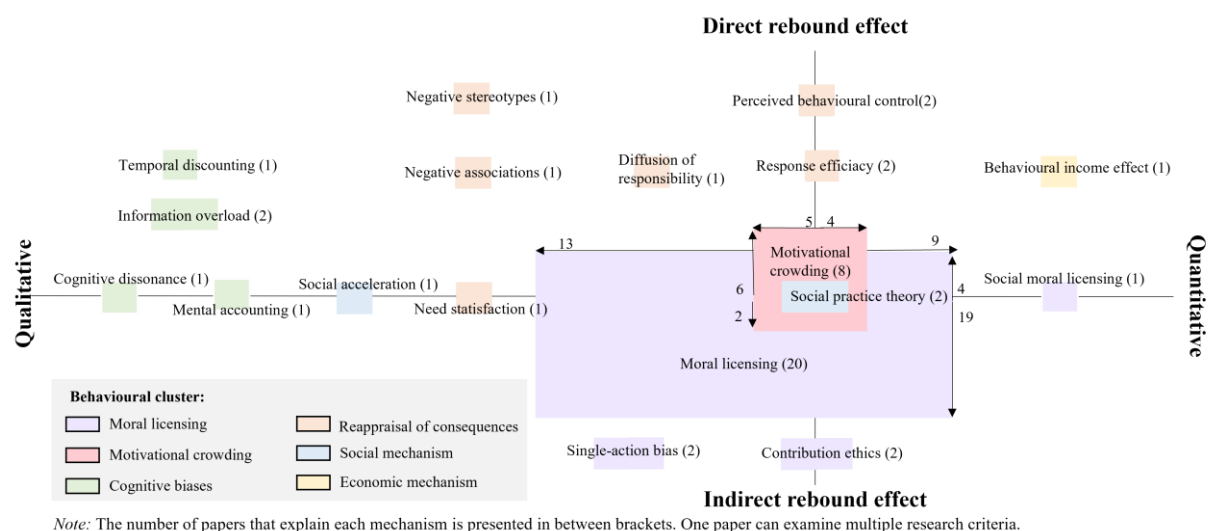 Direct rebound effect
Negative stereotypes (1)
Perceived behavioural control(2)
Temporal discounting (1)
Negative associations (1)
Diffusion of
responsibility (1)
Response efficiacy (2)
Behavioural income effect (1)
Information overload (2)
5
4
13
9
Motivational
crowding (8)
Qualitative
Quantitative
Cognitive dissonance (1)
Social acceleration (1)
6
4
Social moral licensing (1)
Mental accounting (1)
Need statisfaction (1)
Social practice theory (2)
2
19
Moral licensing (20)
Behavioural cluster:
Moral licensing
Reappraisal of consequences
Motivational crowding
Social mechanism
Cognitive biases
Economic mechanism
Single-action bias (2)
Contribution ethics (2)
Indirect rebound effect
Note: The number of papers that explain each mechanism is presented in between brackets. One paper can examine multiple research criteria.